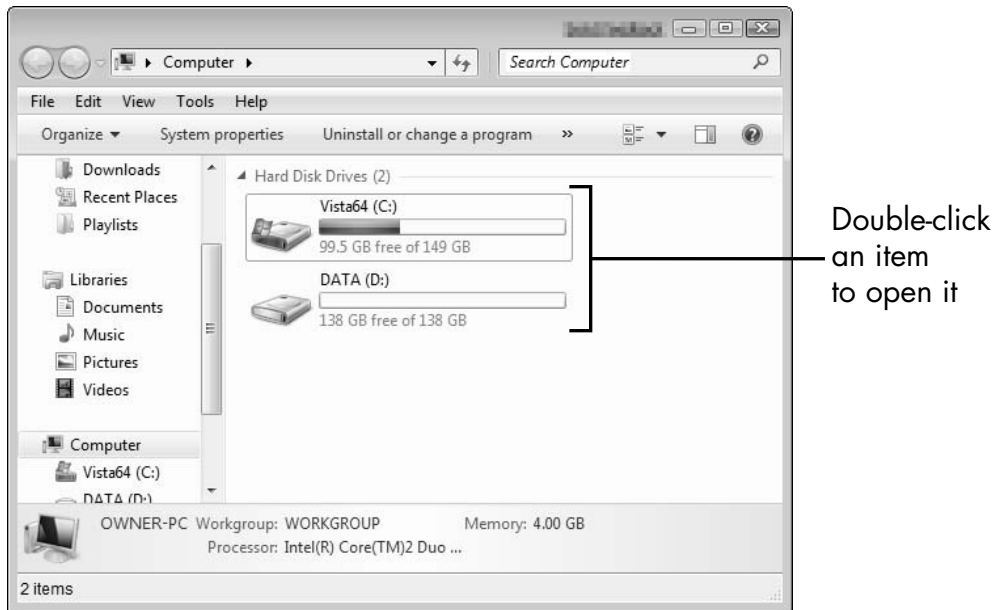 Computer
Search Computer
File Edit View Tools Help
Organize System properties Uninstall or change a program »
Downloads
Recent Places
Playlists
Libraries
Documents
Music
Pictures
Videos
Computer
Vista64 (C:)
DATA (D:)
Hard Disk Drives (2)
Vista64 (C:)
99.5 GB free of 149 GB
DATA (D:)
138 GB free of 138 GB
Double-click
an item
to open it
OWNER-PC Workgroup: WORKGROUP Memory: 4.00 GB
Processor: Intel(R) Core(TM)2 Duo ...
2 items